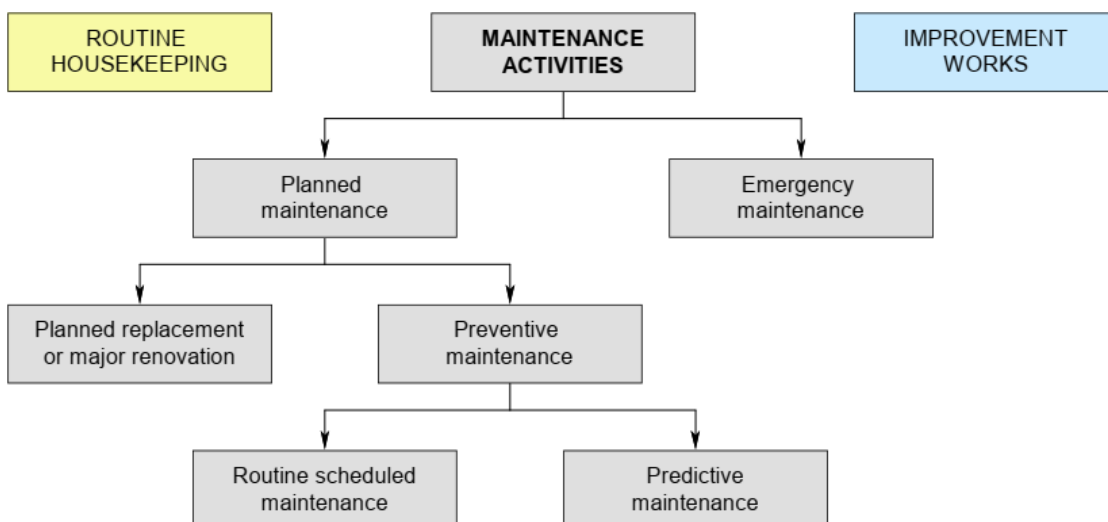 ROUTINE
HOUSEKEEPING
MAINTENANCE
ACTIVITIES
IMPROVEMENT
WORKS
Planned
maintenance
Emergency
maintenance
Planned replacement
or major renovation
Preventive
maintenance
Routine scheduled
maintenance
Predictive
maintenance